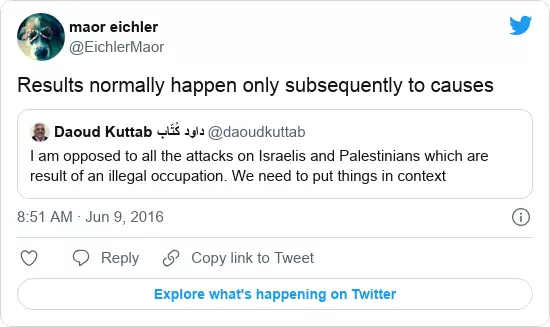 maor eichler
@EichlerMaor
Results normally happen only subsequently to causes
Daoud Kuttab داود كُتّاب @daoudkuttab
I am opposed to all the attacks on Israelis and Palestinians which are
result of an illegal occupation. We need to put things in context
8:51 AM · Jun 9, 2016
Reply Copy link to Tweet
Explore what's happening on Twitter